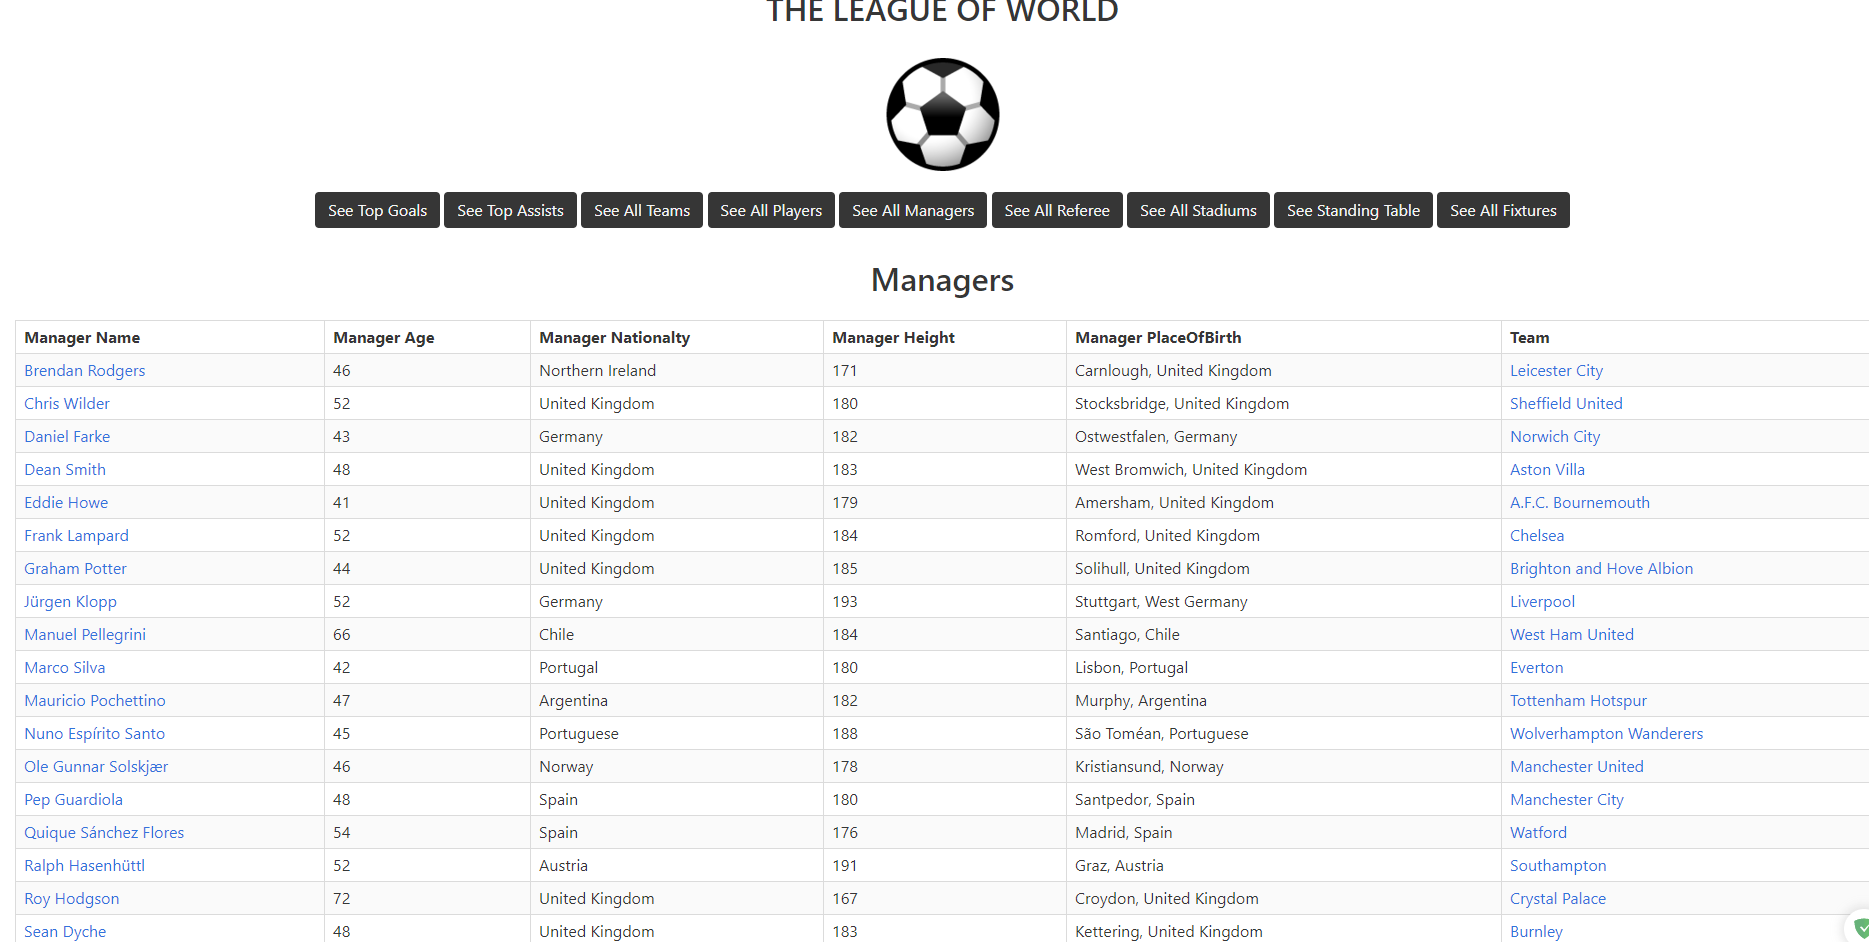 THE LEAGUE OF WORLD
See Top Goals See Top Assists See All Teams See All Players See All Managers See All Referee See All Stadiums See Standing Table See All Fixtures
Managers
Manager Name Manager Age Manager Nationalty Manager Height Manager PlaceOfBirth Team
Brendan Rodgers 46 Northern Ireland 171 Carnlough, United Kingdom Leicester City
Chris Wilder 52 United Kingdom 180 Stocksbridge, United Kingdom Sheffield United
Daniel Farke 43 Germany 182 Ostwestfalen, Germany Norwich City
Dean Smith 48 United Kingdom 183 West Bromwich, United Kingdom Aston Villa
Eddie Howe 41 United Kingdom 179 Amersham, United Kingdom A.F.C. Bournemouth
Frank Lampard 52 United Kingdom 184 Romford, United Kingdom Chelsea
Graham Potter 44 United Kingdom 185 Solihull, United Kingdom Brighton and Hove Albion
Jürgen Klopp 52 Germany 193 Stuttgart, West Germany Liverpool
Manuel Pellegrini 66 Chile 184 Santiago, Chile West Ham United
Marco Silva 42 Portugal 180 Lisbon, Portugal Everton
Mauricio Pochettino 47 Argentina 182 Murphy, Argentina Tottenham Hotspur
Nuno Espírito Santo 45 Portuguese 188 São Toméan, Portuguese Wolverhampton Wanderers
Ole Gunnar Solskjær 46 Norway 178 Kristiansund, Norway Manchester United
Pep Guardiola 48 Spain 180 Santpedor, Spain Manchester City
Quique Sánchez Flores 54 Spain 176 Madrid, Spain Watford
Ralph Hasenhüttl 52 Austria 191 Graz, Austria Southampton
Roy Hodgson 72 United Kingdom 167 Croydon, United Kingdom Crystal Palace
Sean Dyche 48 United Kingdom 183 Kettering, United Kingdom Burnley